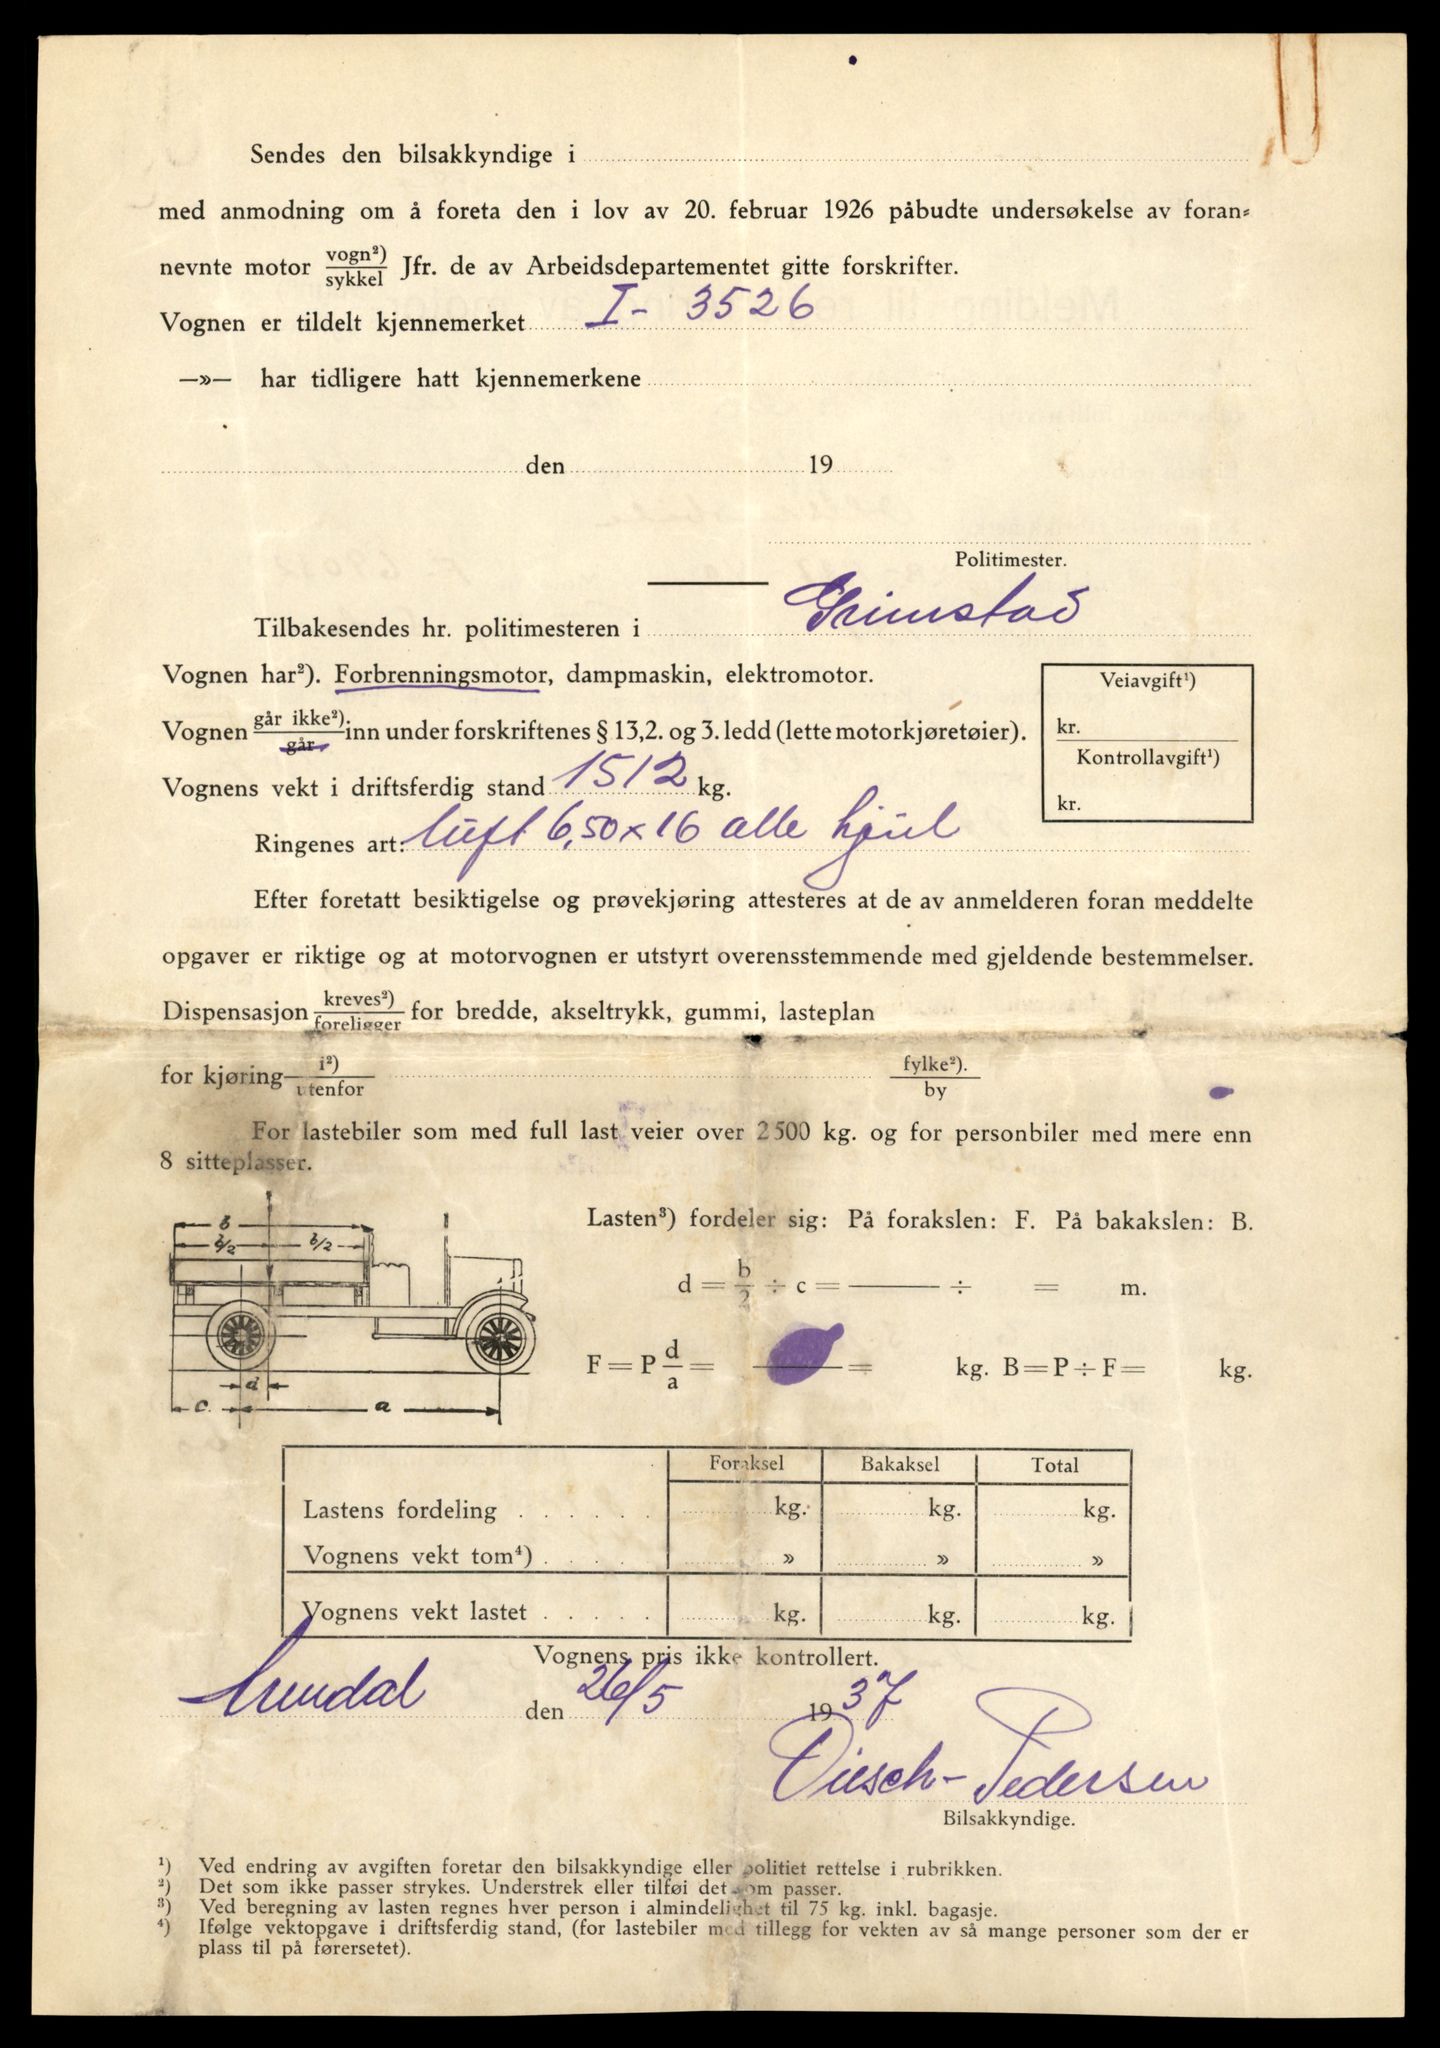 Sendes den bilsakkyndige i
med anmodning om å foreta den i lov av 20. februar 1926 påbudte undersøkelse av foran-
nevnte motor vogn²)/sykkel Jfr. de av Arbeidsdepartementet gitte forskrifter.
Vognen er tildelt kjennemerket I- 3526
—»— har tidligere hatt kjennemerkene
den 19
Politimester.
Tilbakesendes hr. politimesteren i Grimstad
Vognen har²). Forbrenningsmotor, dampmaskin, elektromotor.
Veiavgift¹)
Vognen går ikke²)./går inn under forskriftenes § 13,2. og 3. ledd (lette motorkjøretøier).
kr.
Kontrollavgift¹)
Vognens vekt i driftsferdig stand 1512 kg.
kr.
Ringenes art: luft 6,50x16 alle hjul
Efter foretatt besiktigelse og prøvekjøring attesteres at de av anmelderen foran meddelte
opgaver er riktige og at motorvognen er utstyrt overensstemmende med gjeldende bestemmelser.
Dispensasjon kreves²)/foreligger for bredde, akseltrykk, gummi, lasteplan
for kjøring i²)/utenfor fylke²)./by
For lastebiler som med full last veier over 2500 kg. og for personbiler med mere enn
8 sitteplasser.
b
b/2 b/2
Lasten³) fordeler sig: På forakslen: F. På bakakslen: B.
d = b/2 ÷ c = —— ÷ = m.
F = P d/a = —— = kg. B = P ÷ F = kg.
d
c. a
Foraksel Bakaksel Total
Lastens fordeling . . . . . . kg. kg. kg.
Vognens vekt tom⁴) . . . . » » »
Vognens vekt lastet . . . . . kg. kg. kg.
Vognens pris ikke kontrollert.
Arendal den 26/5 1937
Diesch-Pedersen
Bilsakkyndige.
¹) Ved endring av avgiften foretar den bilsakkyndige eller politiet rettelse i rubrikken.
²) Det som ikke passer strykes. Understrek eller tilføi det som passer.
³) Ved beregning av lasten regnes hver person i almindelighet til 75 kg. inkl. bagasje.
⁴) Ifølge vektopgave i driftsferdig stand, (for lastebiler med tillegg for vekten av så mange personer som der er
plass til på førersetet).